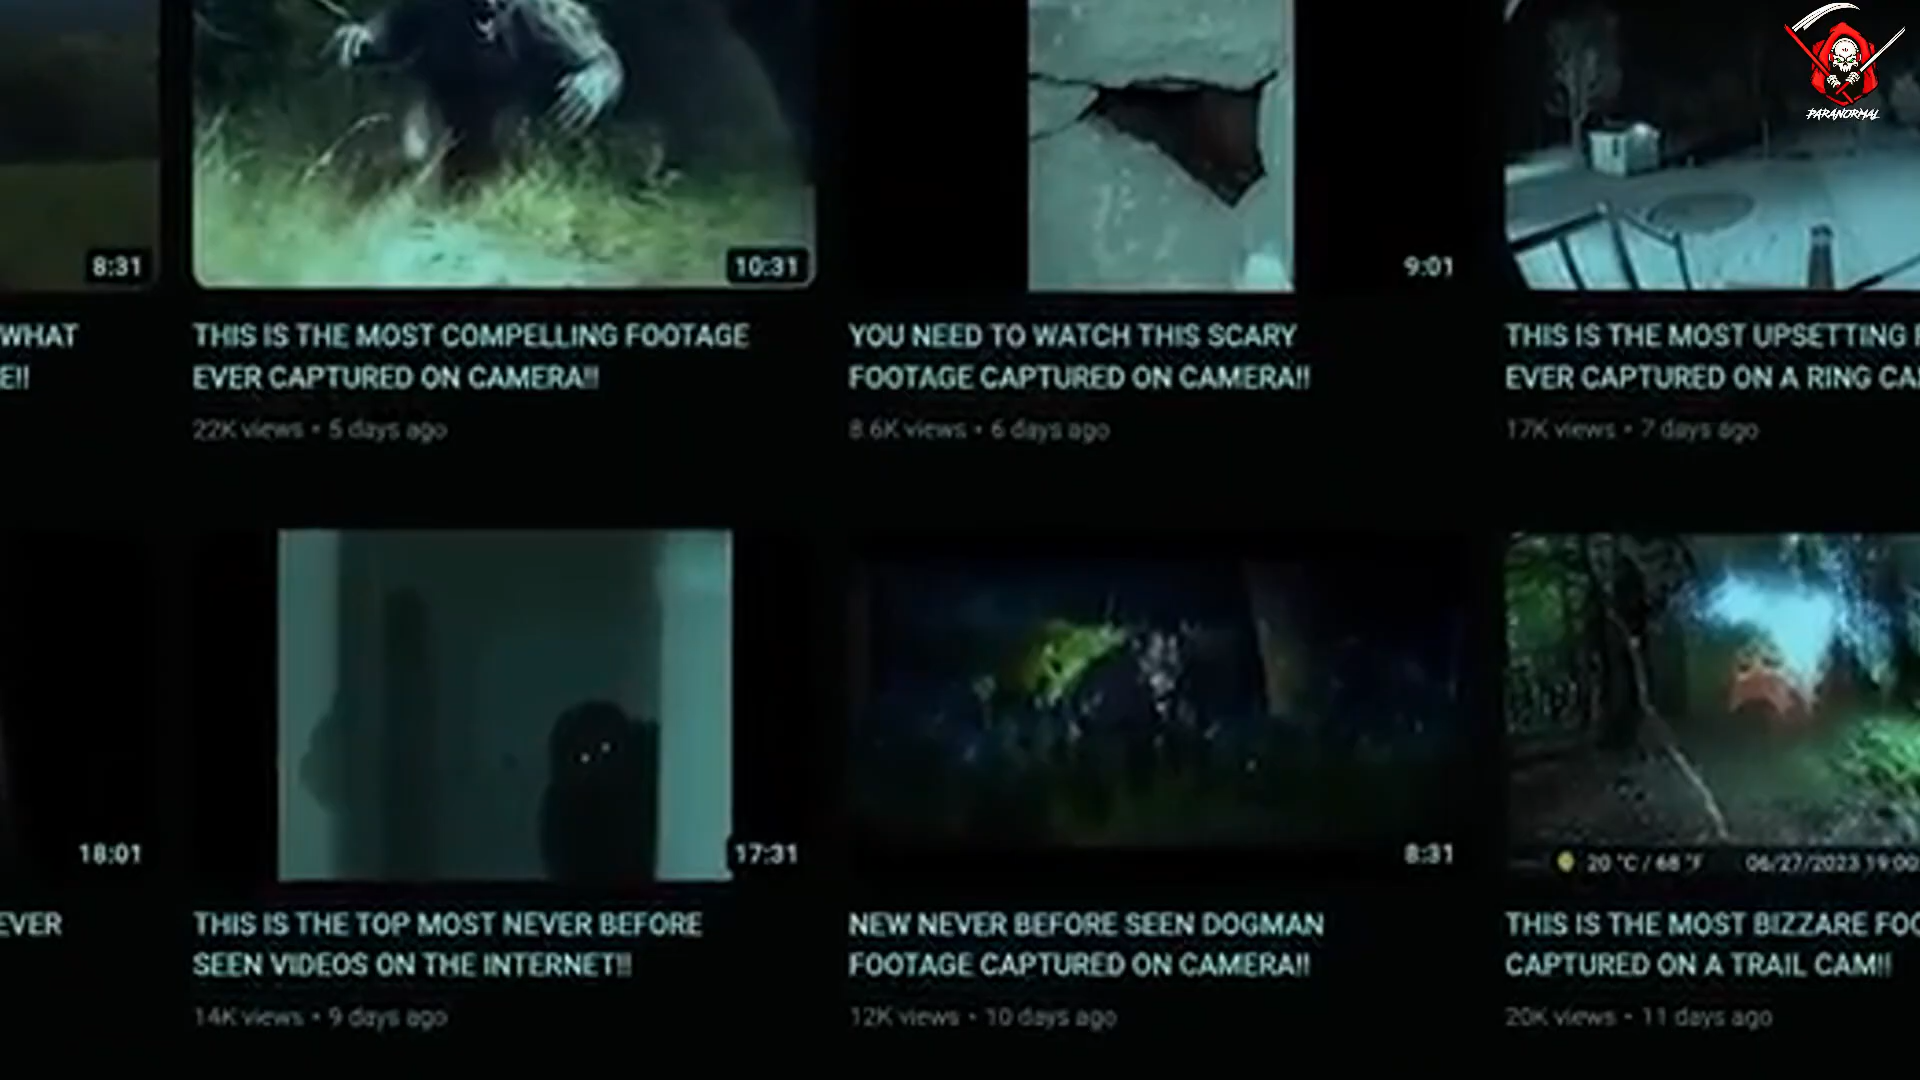 PARANORMAL
8:31
10:31
9:01
WHAT
E!!
THIS IS THE MOST COMPELLING FOOTAGE
EVER CAPTURED ON CAMERA!!
22K views • 5 days ago
YOU NEED TO WATCH THIS SCARY
FOOTAGE CAPTURED ON CAMERA!!
8.6K views • 6 days ago
THIS IS THE MOST UPSETTING
EVER CAPTURED ON A RING CA
17K views • 7 days ago
18:01
17:31
8:31
20 °C / 68 °F 06/27/2023 19:00
EVER
THIS IS THE TOP MOST NEVER BEFORE
SEEN VIDEOS ON THE INTERNET!!
14K views • 9 days ago
NEW NEVER BEFORE SEEN DOGMAN
FOOTAGE CAPTURED ON CAMERA!!
12K views • 10 days ago
THIS IS THE MOST BIZZARE FOO
CAPTURED ON A TRAIL CAM!!
20K views • 11 days ago